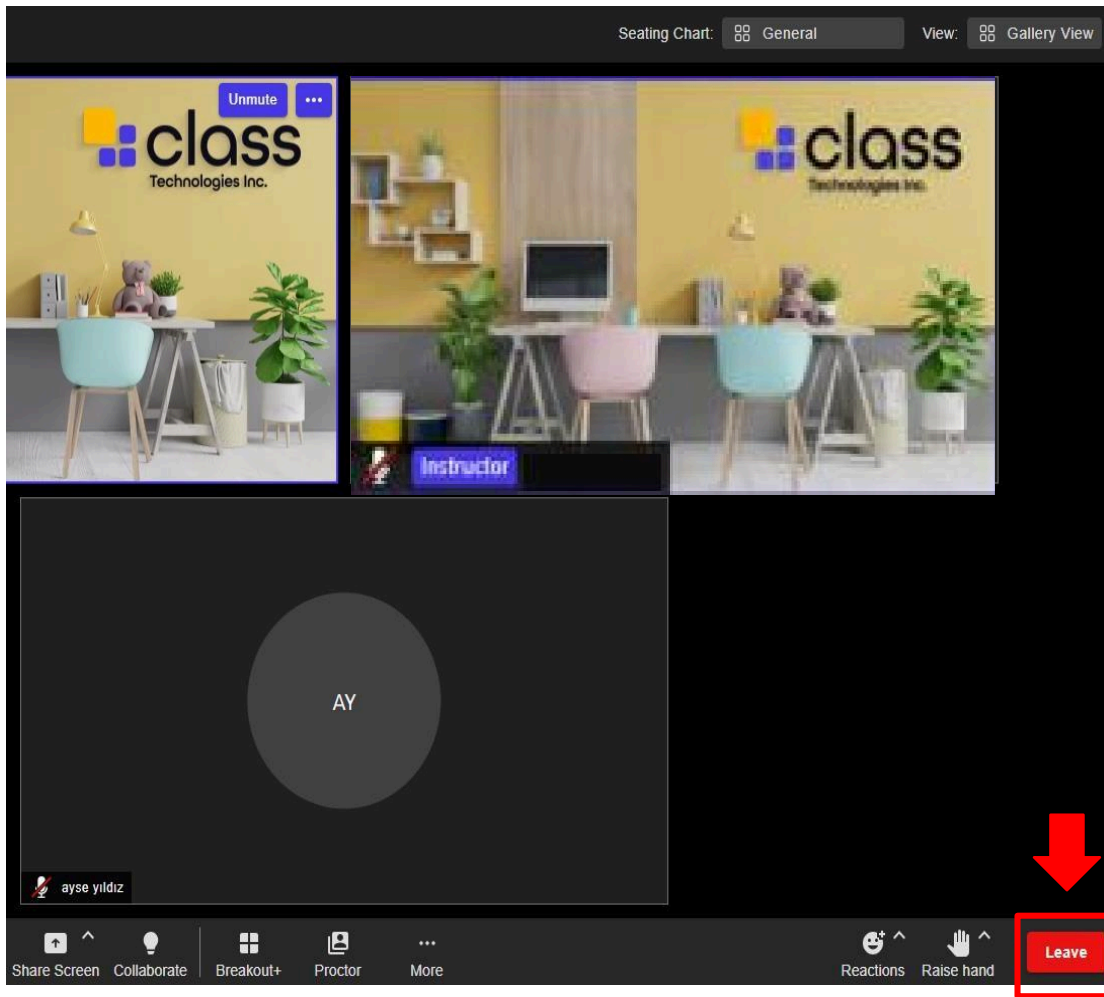 Seating Chart: General View: Gallery View
Unmute ...
class
Technologies Inc.
class
Technologies Inc.
Instructor
AY
ayse yıldız
Share Screen Collaborate Breakout+ Proctor More Reactions Raise hand Leave